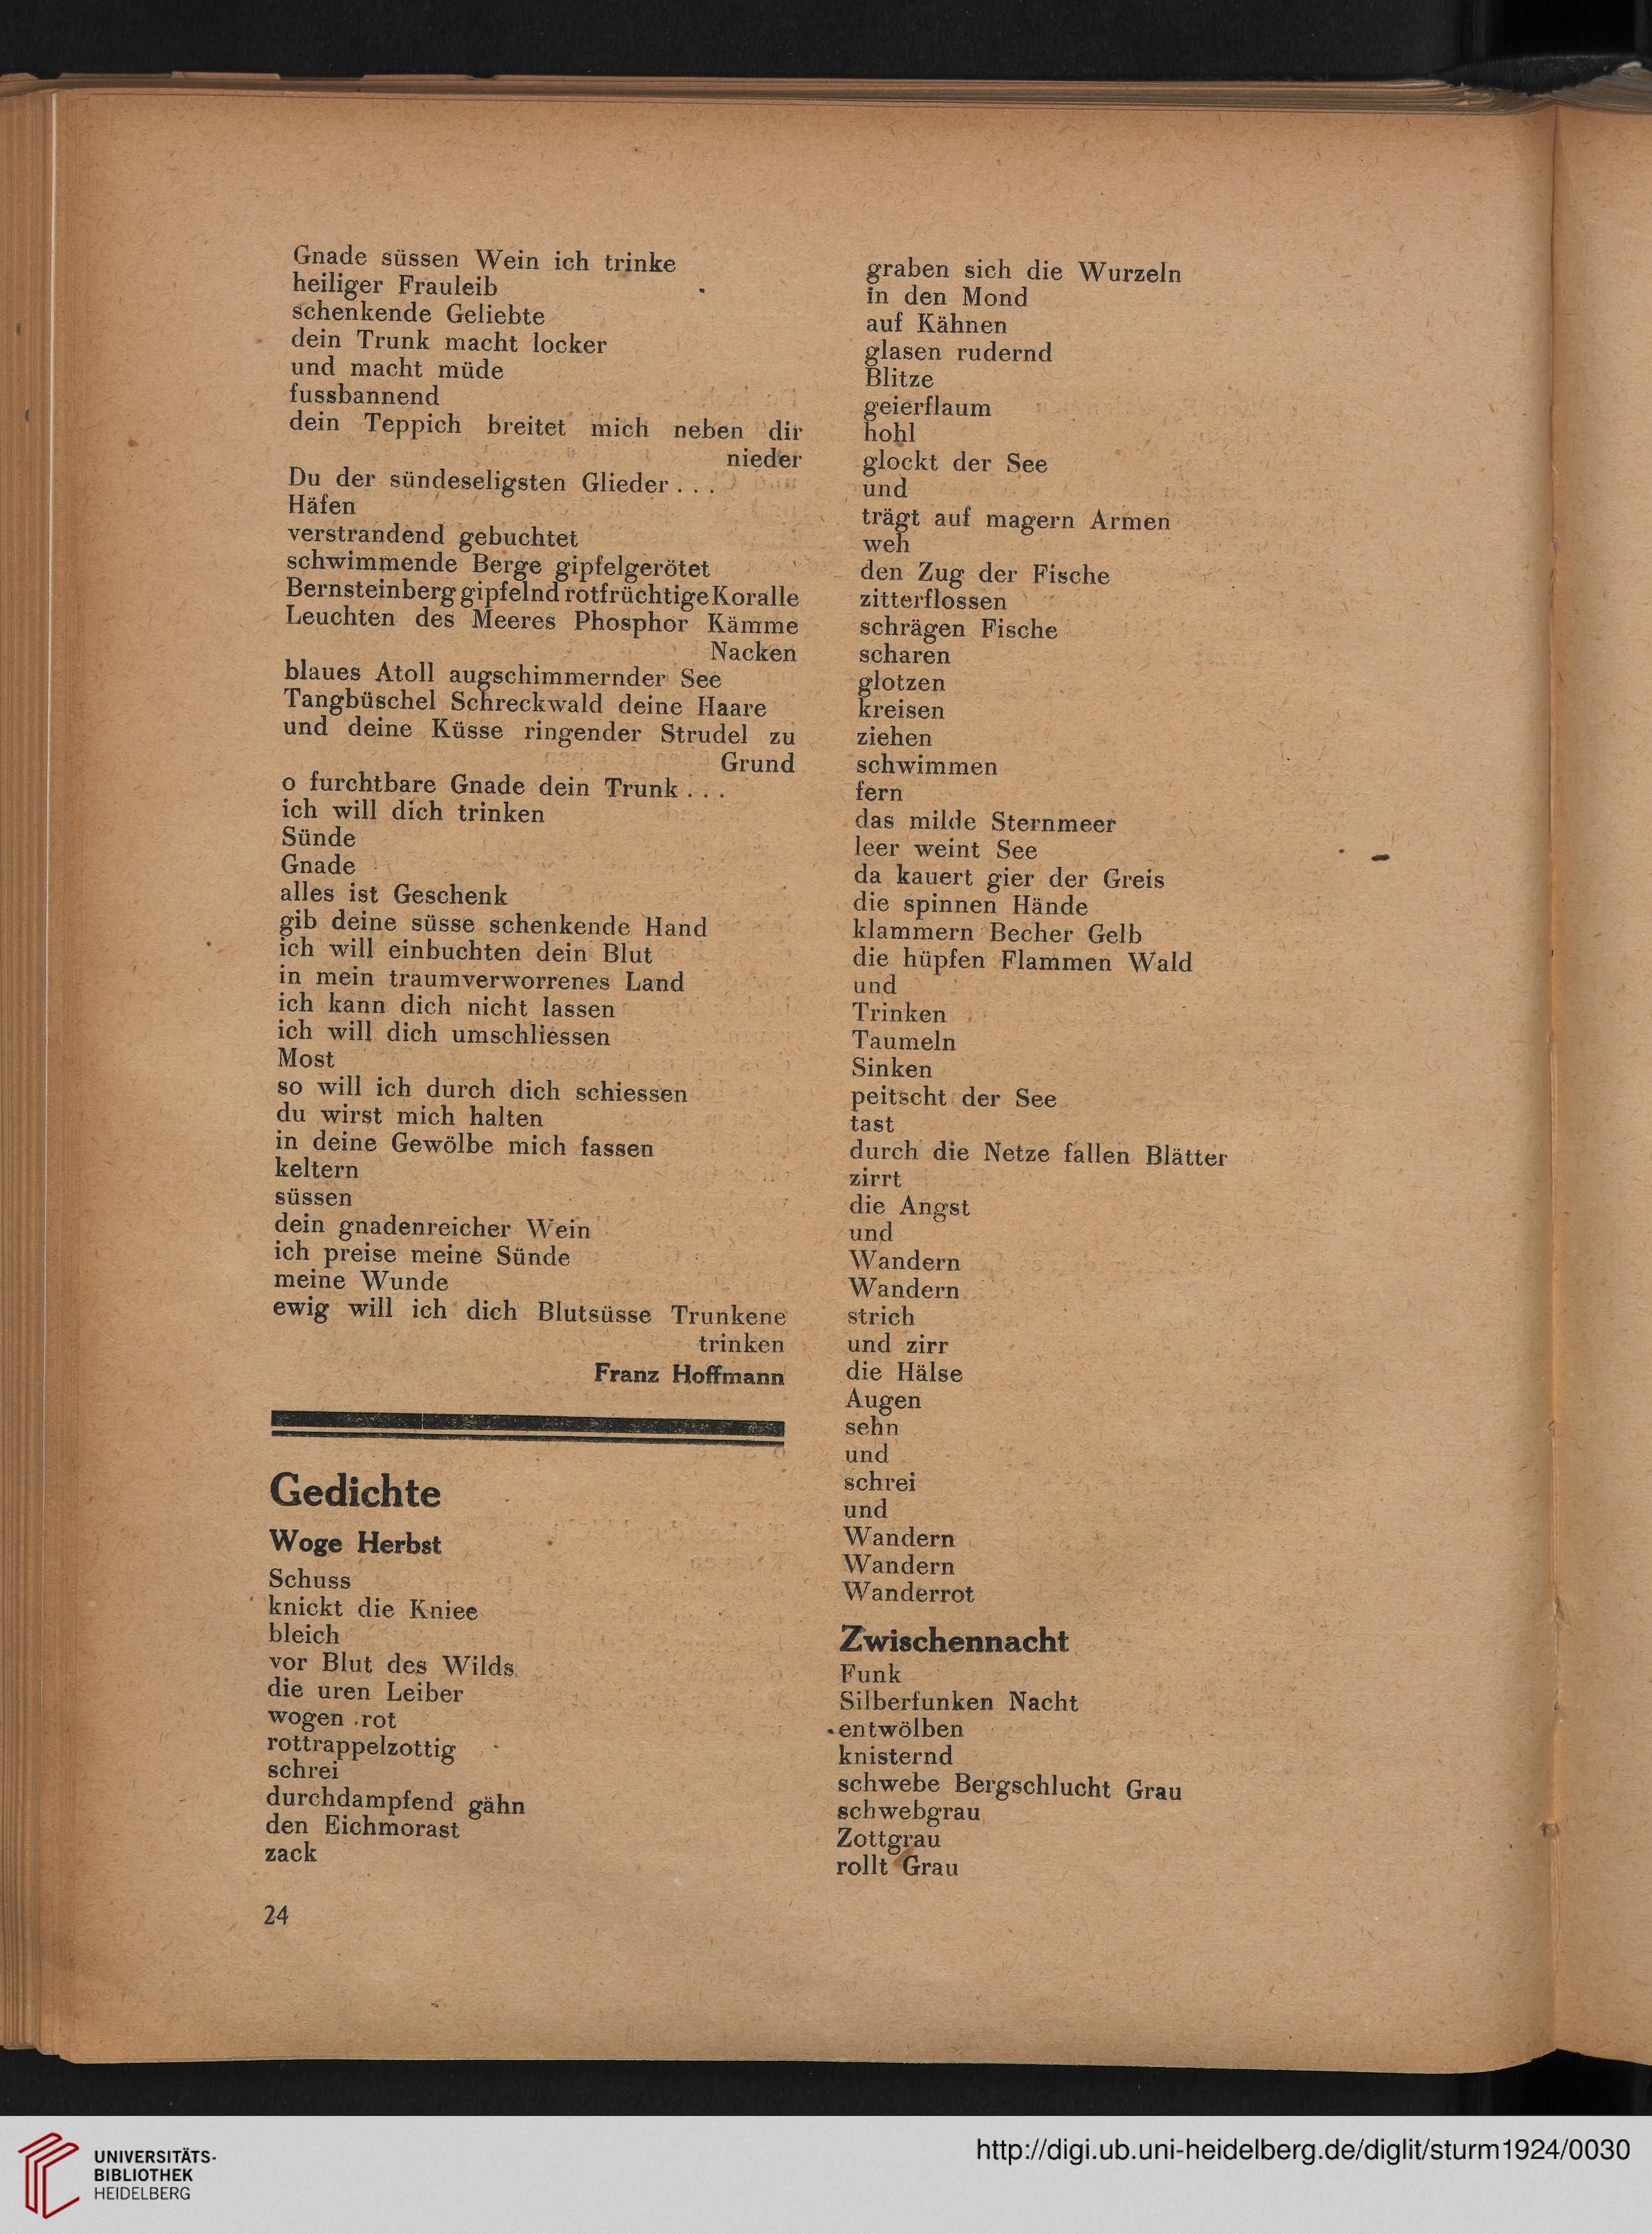 Gnade süssen Wein ich trinke
heiliger Frauleib
schenkende Geliebte
dein Trunk macht locker
und macht müde
fussbannend
dein Teppich breitet mich neben dir
nieder
Du der sündeseligsten Glieder . . .
Häfen
verstrandend gebuchtet
schwimmende Berge gipfelgerötet
Bernsteinberg gipfelnd rotfrüchtige Koralle
Leuchten des Meeres Phosphor Kämme
Nacken
blaues Atoll augschimmernder See
Tangbüschel Schreckwald deine Haare
und deine Küsse ringender Strudel zu
Grund
o furchtbare Gnade dein Trunk . . .
ich will dich trinken
Sünde
Gnade
alles ist Geschenk
gib deine süsse schenkende Hand
ich will einbuchten dein Blut
in mein traumverworrenes Land
ich kann dich nicht lassen
ich will dich umschliessen
Most
so will ich durch dich schiessen
du wirst mich halten
in deine Gewölbe mich fassen
keltern
süssen
dein gnadenreicher Wein
ich preise meine Sünde
meine Wunde
ewig will ich dich Blutsüsse Trunkene
trinken
Franz Hoffmann
Gedichte
Woge Herbst
Schuss
knickt die Kniee
bleich
vor Blut des Wilds
die uren Leiber
wogen rot
rottrappelzottig
schrei
durchdampfend gähn
den Eichmorast
zack
graben sich die Wurzeln
in den Mond
auf Kähnen
glasen rudernd
Blitze
geierflaum
hohl
glockt der See
und
trägt auf magern Armen
weh
den Zug der Fische
zitterflossen
schrägen Fische
scharen
glotzen
kreisen
ziehen
schwimmen
fern
das milde Sternmeer
leer weint See
da kauert gier der Greis
die spinnen Hände
klammern Becher Gelb
die hüpfen Flammen Wald
und
Trinken
Taumeln
Sinken
peitscht der See
tast
durch die Netze fallen Blätter
zirrt
die Angst
und
Wandern
Wandern
strich
und zirr
die Hälse
Augen
sehn
und
schrei
und
Wandern
Wandern
Wanderrot
Zwischennacht
Funk
Silberfunken Nacht
entwölben
knisternd
schwebe Bergschlucht Grau
schwebgrau
Zottgrau
rollt Grau
24
UNIVERSITÄTS-
BIBLIOTHEK
HEIDELBERG
http://digi.ub.uni-heidelberg.de/diglit/sturm1924/0030